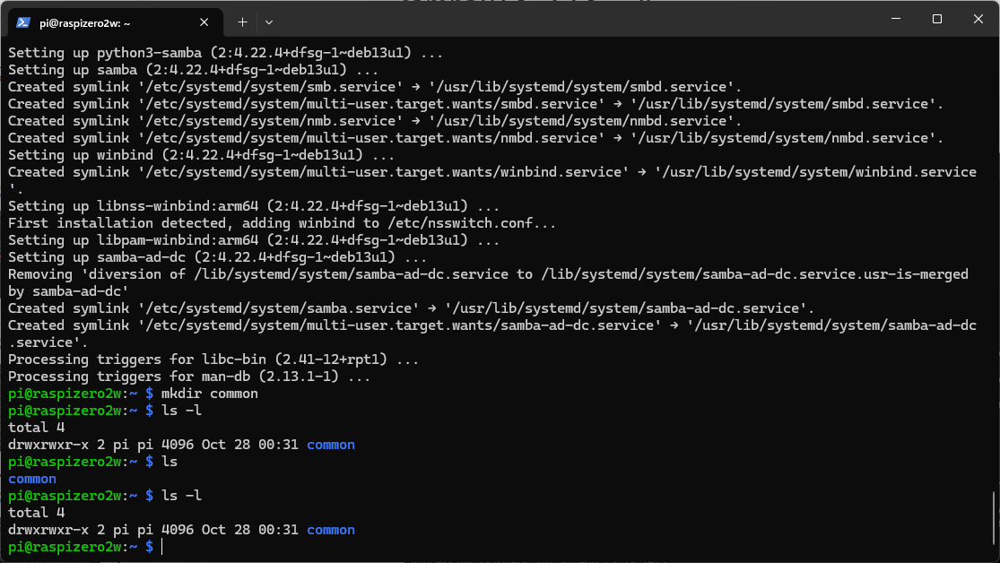 pi@raspizero2w: ~
Setting up python3-samba (2:4.22.4+dfsg-1~deb13u1) ...
Setting up samba (2:4.22.4+dfsg-1~deb13u1) ...
Created symlink '/etc/systemd/system/smb.service' → '/usr/lib/systemd/system/smbd.service'.
Created symlink '/etc/systemd/system/multi-user.target.wants/smbd.service' → '/usr/lib/systemd/system/smbd.service'.
Created symlink '/etc/systemd/system/nmb.service' → '/usr/lib/systemd/system/nmbd.service'.
Created symlink '/etc/systemd/system/multi-user.target.wants/nmbd.service' → '/usr/lib/systemd/system/nmbd.service'.
Setting up winbind (2:4.22.4+dfsg-1~deb13u1) ...
Created symlink '/etc/systemd/system/multi-user.target.wants/winbind.service' → '/usr/lib/systemd/system/winbind.service
'.
Setting up libnss-winbind:arm64 (2:4.22.4+dfsg-1~deb13u1) ...
First installation detected, adding winbind to /etc/nsswitch.conf...
Setting up libpam-winbind:arm64 (2:4.22.4+dfsg-1~deb13u1) ...
Setting up samba-ad-dc (2:4.22.4+dfsg-1~deb13u1) ...
Removing 'diversion of /lib/systemd/system/samba-ad-dc.service to /lib/systemd/system/samba-ad-dc.service.usr-is-merged
by samba-ad-dc'
Created symlink '/etc/systemd/system/samba.service' → '/usr/lib/systemd/system/samba-ad-dc.service'.
Created symlink '/etc/systemd/system/multi-user.target.wants/samba-ad-dc.service' → '/usr/lib/systemd/system/samba-ad-dc
.service'.
Processing triggers for libc-bin (2.41-12+rpt1) ...
Processing triggers for man-db (2.13.1-1) ...
pi@raspizero2w:~ $ mkdir common
pi@raspizero2w:~ $ ls -l
total 4
drwxrwxr-x 2 pi pi 4096 Oct 28 00:31 common
pi@raspizero2w:~ $ ls
common
pi@raspizero2w:~ $ ls -l
total 4
drwxrwxr-x 2 pi pi 4096 Oct 28 00:31 common
pi@raspizero2w:~ $